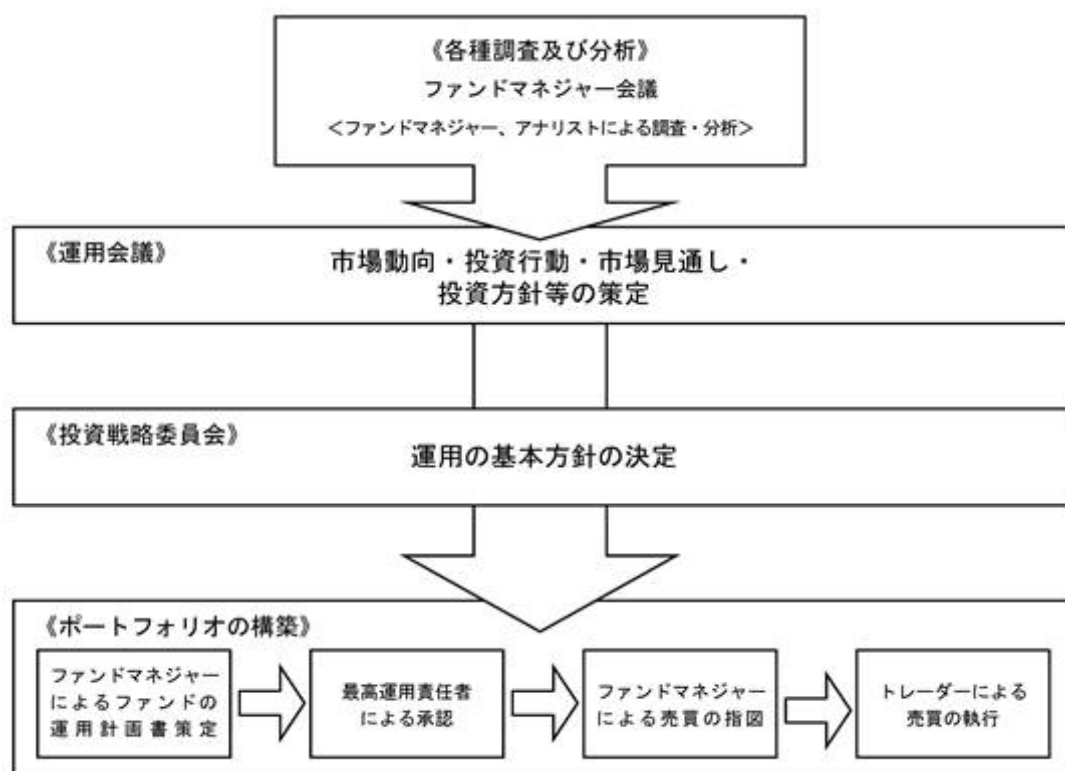 《各種調査及び分析》
ファンドマネジャー会議
＜ファンドマネジャー、アナリストによる調査・分析＞
《運用会議》
市場動向・投資行動・市場見通し・
投資方針等の策定
《投資戦略委員会》
運用の基本方針の決定
《ポートフォリオの構築》
ファンドマネジャー
によるファンドの
運用計画書策定
最高運用責任者
による承認
ファンドマネジャー
による売買の指図
トレーダーによる
売買の執行